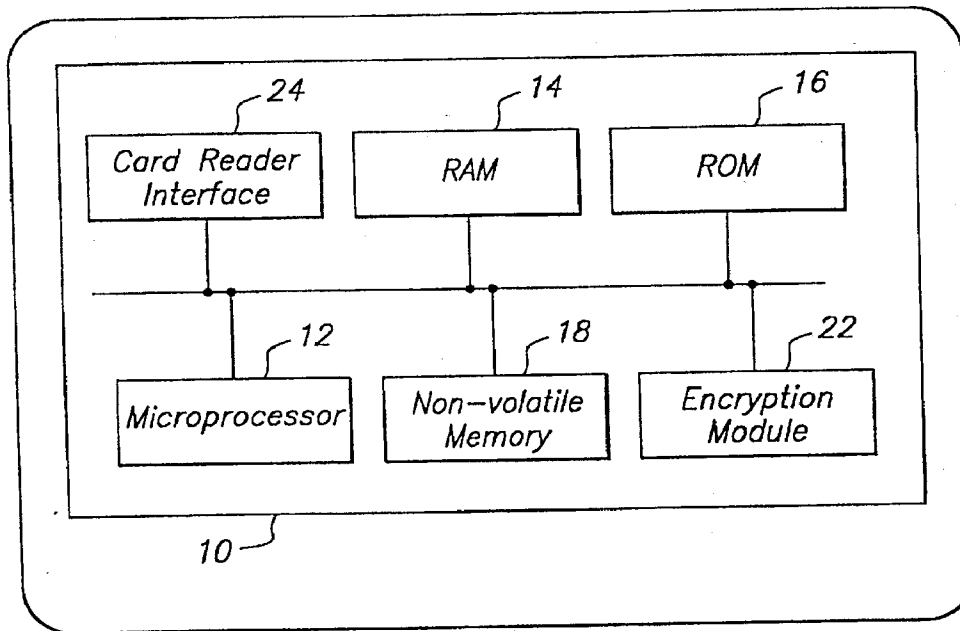 24
14
16
Card Reader
Interface
RAM
ROM
12
18
22
Microprocessor
Non-volatile
Memory
Encryption
Module
10